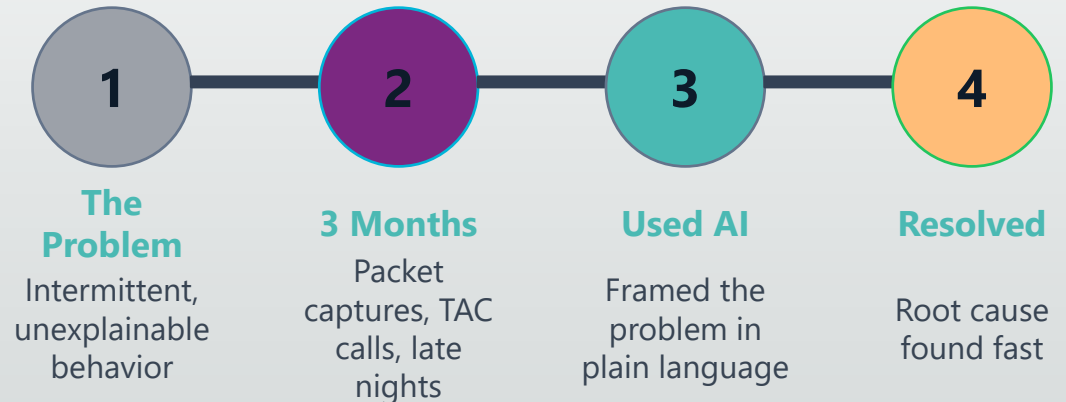 1
2
3
4
The
Problem
Intermittent,
unexplainable
behavior
3 Months
Packet
captures, TAC
calls, late
nights
Used AI
Framed the
problem in
plain language
Resolved
Root cause
found fast